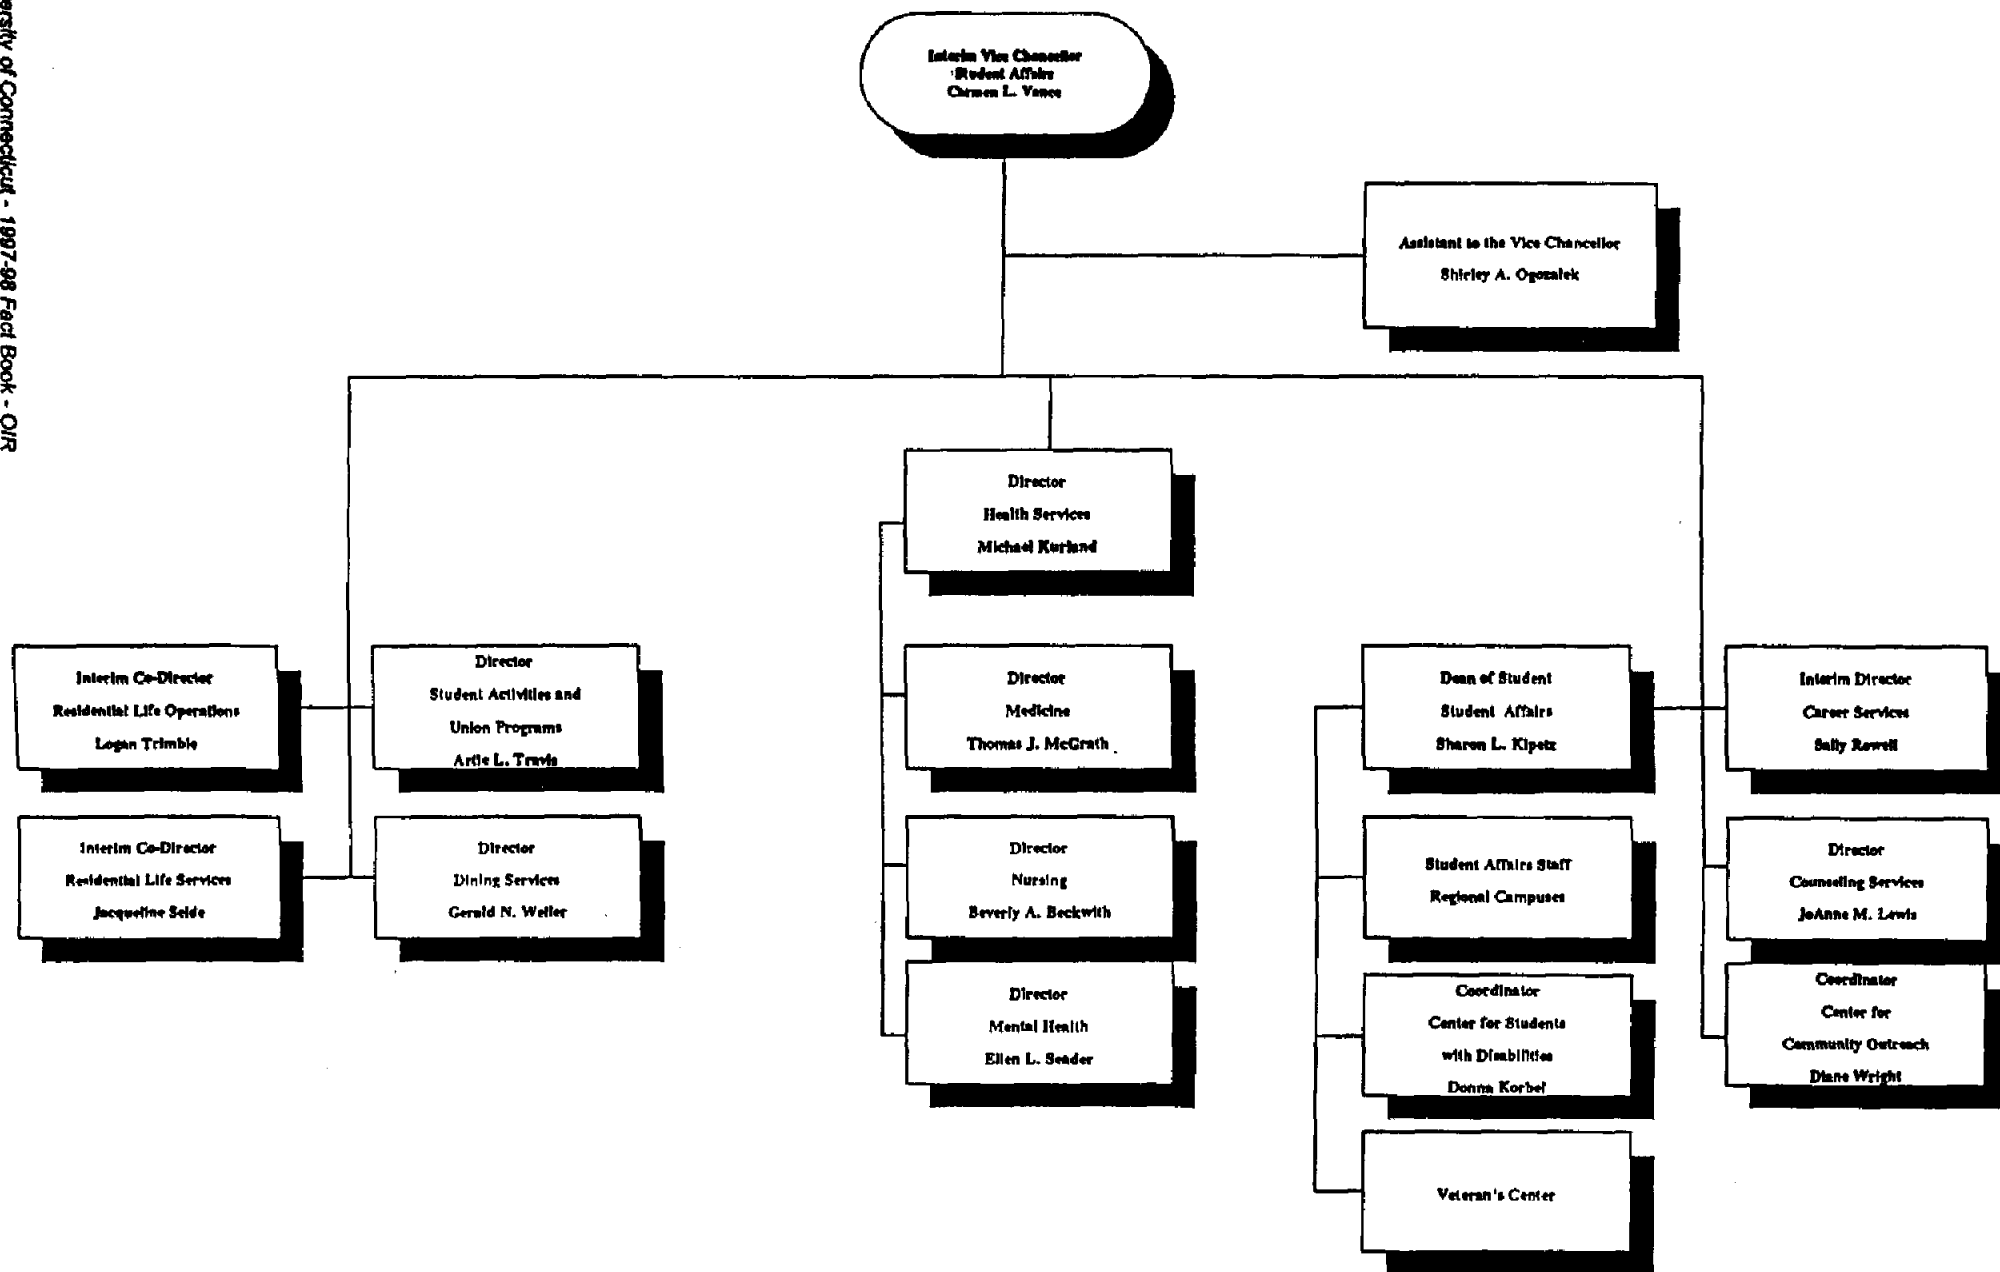 ersity of Connecticut - 1997-98 Fact Book - OIR
Interim Vice Chancellor
Student Affairs
Carmen L. Vance
Assistant to the Vice Chancellor
Shirley A. Ogozalek
Director
Health Services
Michael Kurland
Interim Co-Director
Residential Life Operations
Logan Trimble
Director
Student Activities and
Union Programs
Artie L. Travis
Director
Medicine
Thomas J. McGrath
Dean of Student
Student Affairs
Sharon L. Kipetz
Interim Director
Career Services
Sally Rowell
Interim Co-Director
Residential Life Services
Jacqueline Seide
Director
Dining Services
Gerald N. Weller
Director
Nursing
Beverly A. Beckwith
Student Affairs Staff
Regional Campuses
Director
Counseling Services
JoAnne M. Lewis
Director
Mental Health
Ellen L. Seader
Coordinator
Center for Students
with Disabilities
Donna Korbel
Coordinator
Center for
Community Outreach
Diane Wright
Veteran's Center